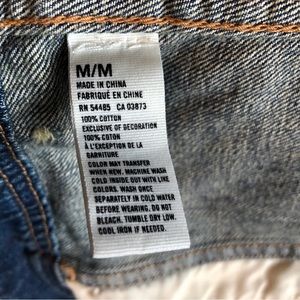 M/M
MADE IN CHINA
FABRIQUÉ EN CHINE
RN 54485 CA 03873
100% COTTON
EXCLUSIVE OF DECORATION
100% COTON
À L'EXCEPTION DE LA
GARNITURE
COLOR MAY TRANSFER
WHEN NEW. MACHINE WASH
COLD INSIDE OUT WITH LIKE
COLORS. WASH ONCE
SEPARATELY IN COLD WATER
BEFORE WEARING. DO NOT
BLEACH. TUMBLE DRY LOW.
COOL IRON IF NEEDED.